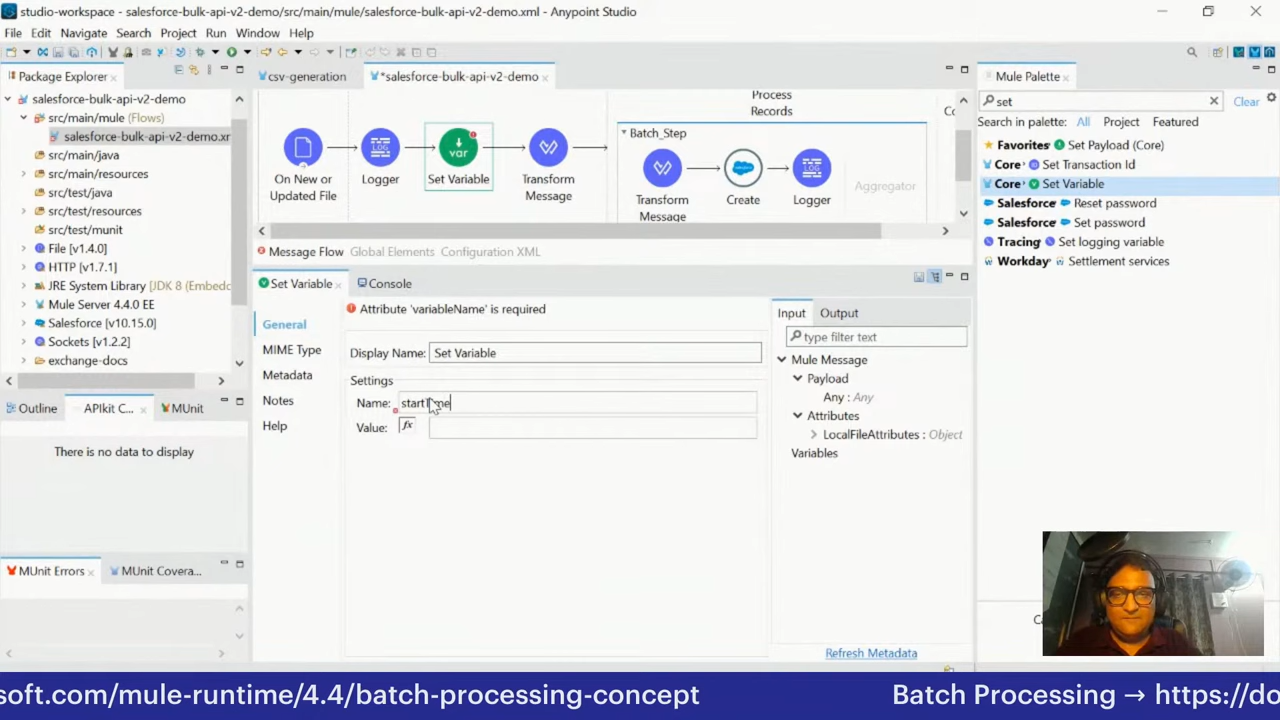 studio-workspace - salesforce-bulk-api-v2-demo/src/main/mule/salesforce-bulk-api-v2-demo.xml - Anypoint Studio
File Edit Navigate Search Project Run Window Help
Package Explorer
salesforce-bulk-api-v2-demo
src/main/mule (Flows)
salesforce-bulk-api-v2-demo.xr
src/main/java
src/main/resources
src/test/java
src/test/resources
src/test/munit
File [v1.4.0]
HTTP [v1.7.1]
JRE System Library [JDK 8 (Embedc
Mule Server 4.4.0 EE
Salesforce [v10.15.0]
Sockets [v1.2.2]
exchange-docs
Outline APIkit C... MUnit
There is no data to display
MUnit Errors MUnit Covera...
csv-generation *salesforce-bulk-api-v2-demo
Process
Records
Batch_Step
On New or
Updated File
LOG
Logger
var
Set Variable
Transform
Message
Transform
Message
Create
LOG
Logger
Aggregator
Message Flow Global Elements Configuration XML
Set Variable Console
General
MIME Type
Metadata
Notes
Help
Attribute 'variableName' is required
Display Name: Set Variable
Settings
Name: startTime
Value: fx
Input Output
type filter text
Mule Message
Payload
Any : Any
Attributes
LocalFileAttributes : Object
Variables
Refresh Metadata
Mule Palette
set Clear
Search in palette: All Project Featured
Favorites Set Payload (Core)
Core Set Transaction Id
Core Set Variable
Salesforce Reset password
Salesforce Set password
Tracing Set logging variable
Workday Settlement services
soft.com/mule-runtime/4.4/batch-processing-concept Batch Processing → https://do